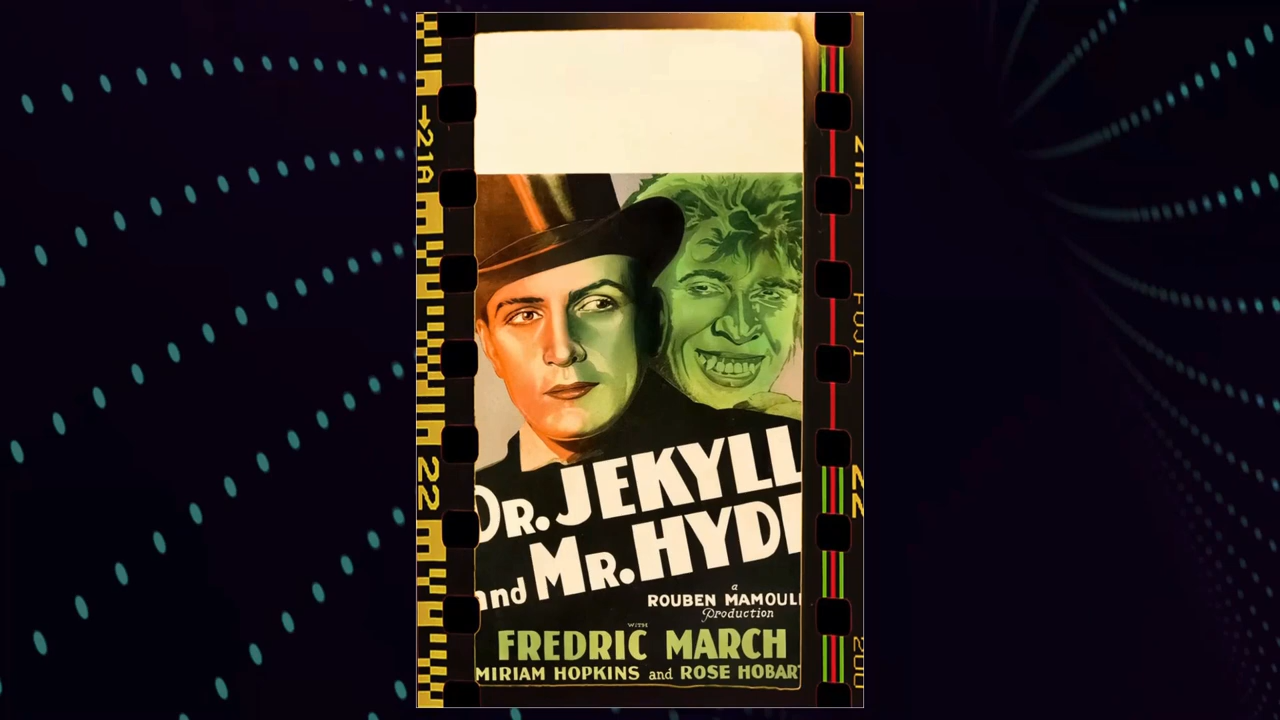 DR. JEKYLL
and MR. HYDE
a
ROUBEN MAMOULI
Production
WITH
FREDRIC MARCH
MIRIAM HOPKINS and ROSE HOBART
→21A
22
21A
FUJI
22
200